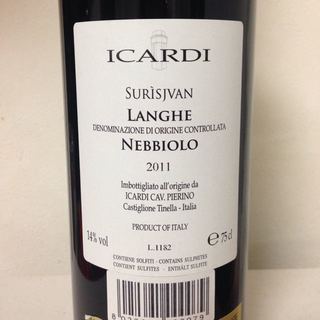 ICARDI
SURÌSJVAN
LANGHE
DENOMINAZIONE DI ORIGINE CONTROLLATA
NEBBIOLO
2011
Imbottigliato all'origine da
ICARDI CAV. PIERINO
Castiglione Tinella - Italia
14% vol
PRODUCT OF ITALY
℮ 75 cl
L.1182
CONTIENE SOLFITI - CONTAINS SULPHITES
CONTIENT SULFITES - ENTHÄLT SULFITE